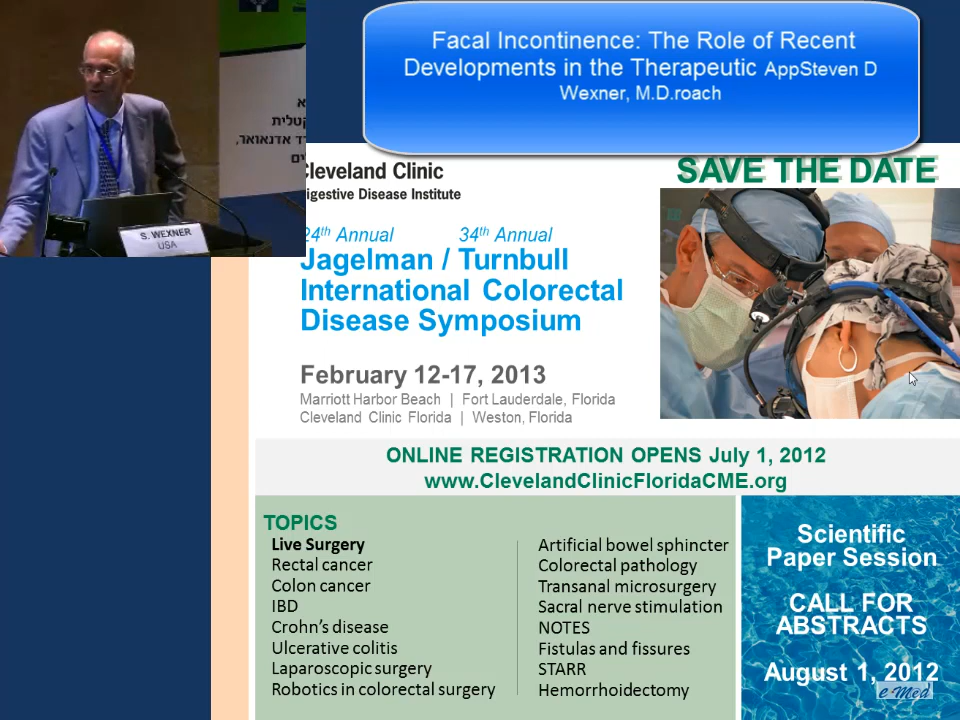 Facal Incontinence: The Role of Recent
Developments in the Therapeutic AppSteven D
Wexner, M.D.roach
א
קטלית
רד אדנאואר,
ים
S. WEXNER
USA
Cleveland Clinic
Digestive Disease Institute
SAVE THE DATE
24th Annual 34th Annual
Jagelman / Turnbull
International Colorectal
Disease Symposium
February 12-17, 2013
Marriott Harbor Beach | Fort Lauderdale, Florida
Cleveland Clinic Florida | Weston, Florida
ONLINE REGISTRATION OPENS July 1, 2012
www.ClevelandClinicFloridaCME.org
TOPICS
Live Surgery
Rectal cancer
Colon cancer
IBD
Crohn's disease
Ulcerative colitis
Laparoscopic surgery
Robotics in colorectal surgery
Artificial bowel sphincter
Colorectal pathology
Transanal microsurgery
Sacral nerve stimulation
NOTES
Fistulas and fissures
STARR
Hemorrhoidectomy
Scientific
Paper Session
CALL FOR
ABSTRACTS
August 1, 2012
e-Med